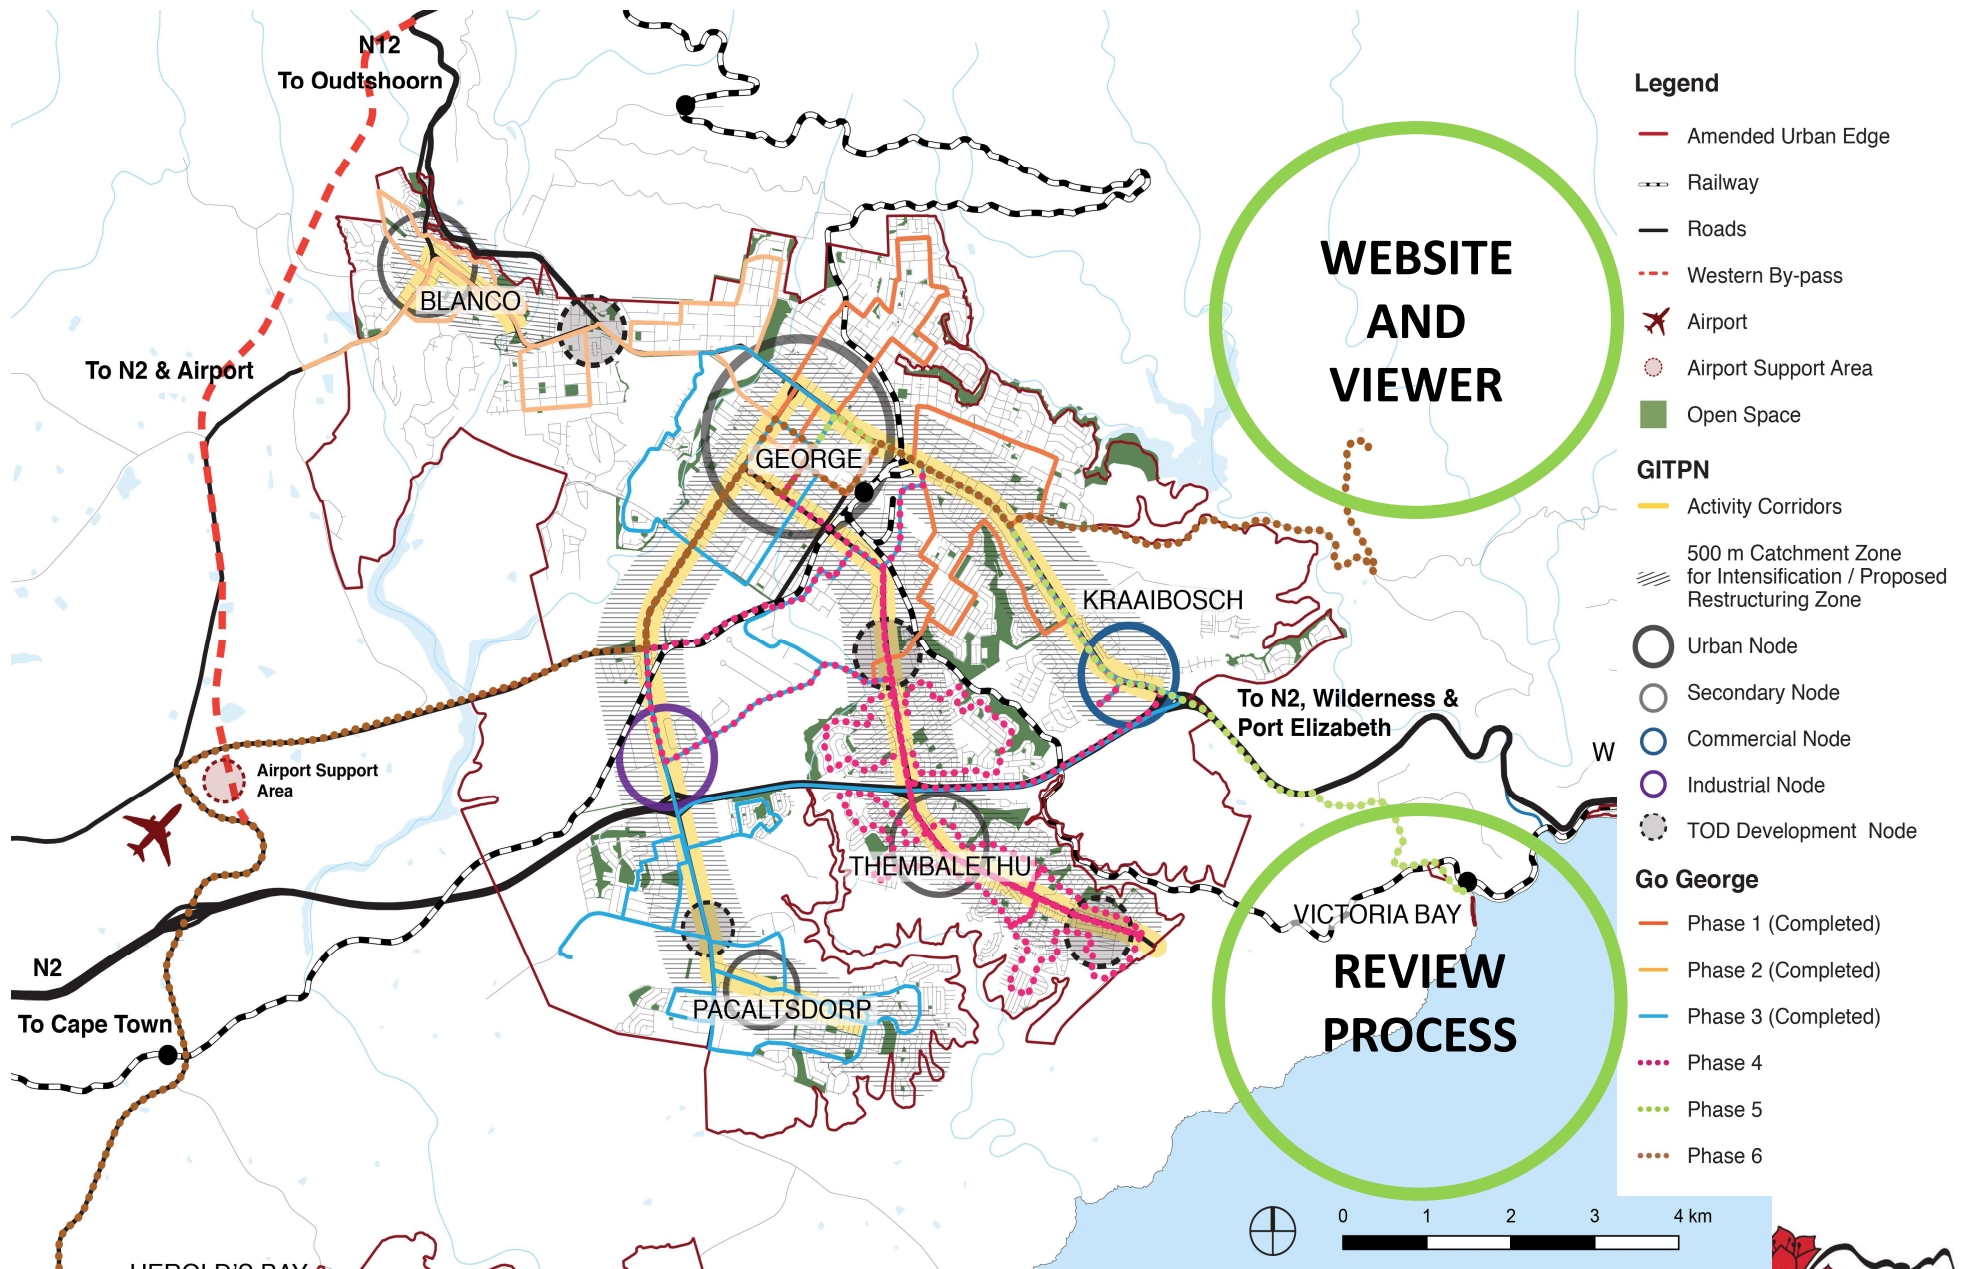 N12
To Oudtshoorn
BLANCO
To N2 & Airport
GEORGE
KRAAIBOSCH
To N2, Wilderness &
Port Elizabeth
W
Airport Support
Area
THEMBALETHU
VICTORIA BAY
N2
To Cape Town
PACALTSDORP
HEROLD'S BAY
WEBSITE
AND
VIEWER
REVIEW
PROCESS
0 1 2 3 4 km
Legend
Amended Urban Edge
Railway
Roads
Western By-pass
Airport
Airport Support Area
Open Space
GITPN
Activity Corridors
500 m Catchment Zone
for Intensification / Proposed
Restructuring Zone
Urban Node
Secondary Node
Commercial Node
Industrial Node
TOD Development Node
Go George
Phase 1 (Completed)
Phase 2 (Completed)
Phase 3 (Completed)
Phase 4
Phase 5
Phase 6